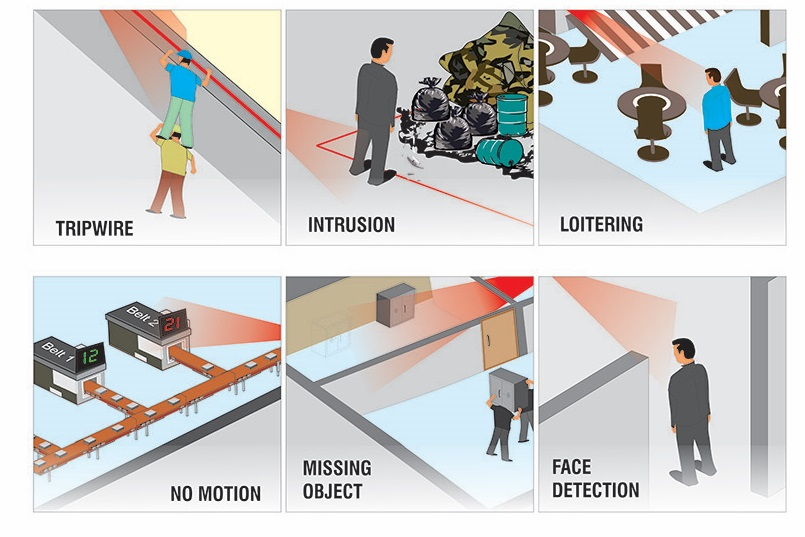 TRIPWIRE
INTRUSION
LOITERING
Belt 1
12
Belt 2
21
NO MOTION
MISSING
OBJECT
FACE
DETECTION